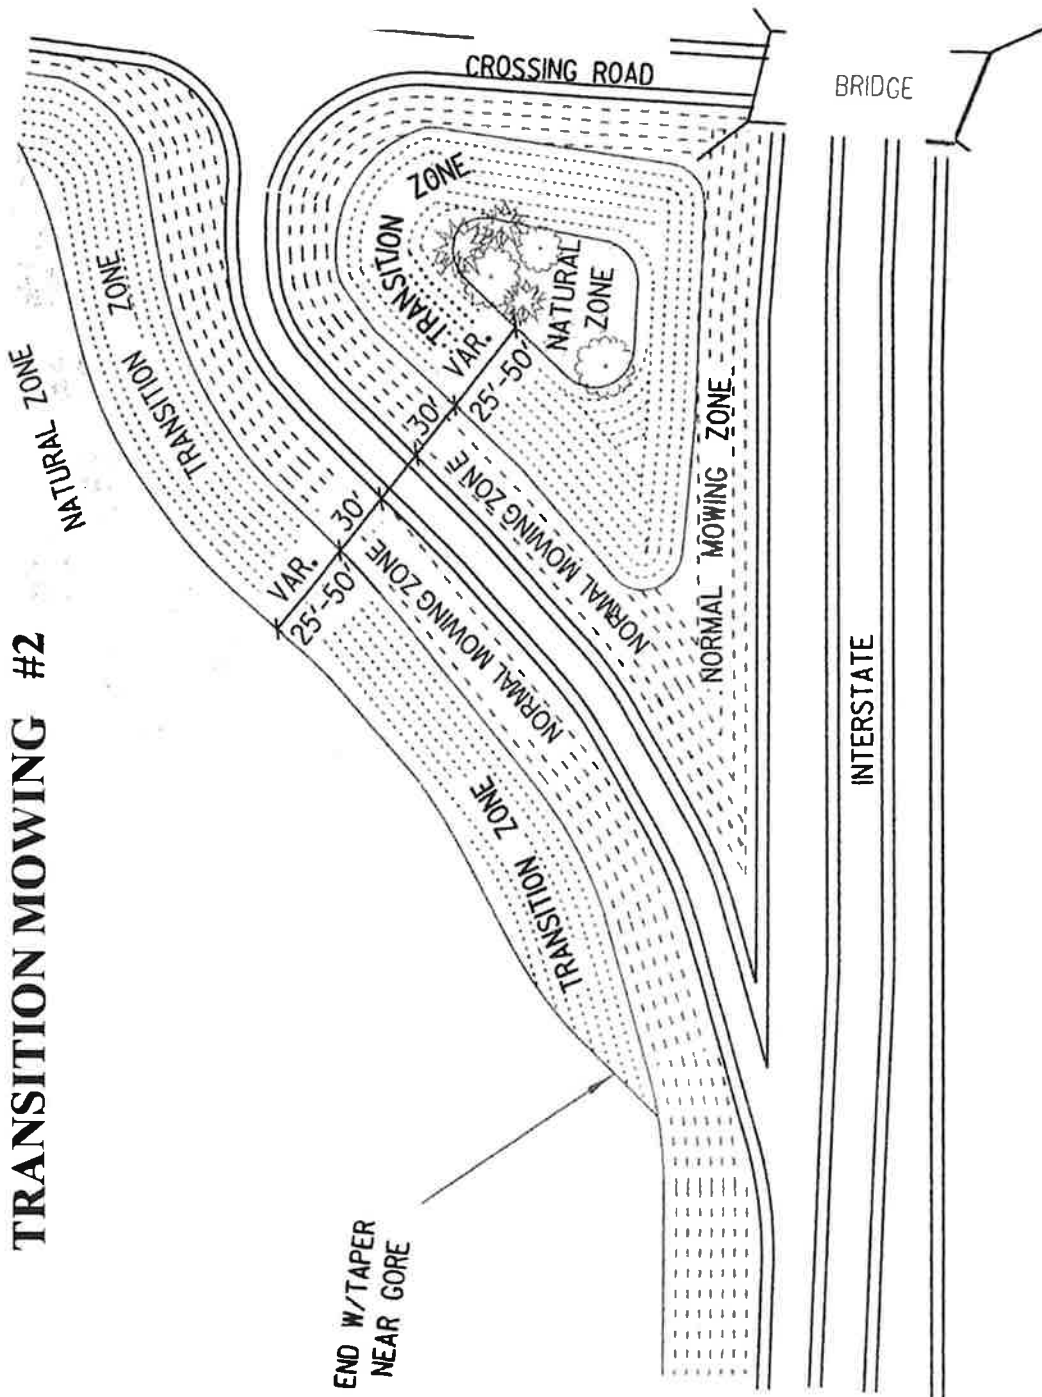 TRANSITION MOWING #2
CROSSING ROAD
BRIDGE
NATURAL ZONE
TRANSITION ZONE
TRANSITION
ZONE
NATURAL
ZONE
VAR.
25'-50'
30'
30'
VAR.
25'-50'
NORMAL MOWING ZONE
NORMAL MOWING ZONE
NORMAL MOWING ZONE
TRANSITION ZONE
INTERSTATE
END W/TAPER
NEAR GORE